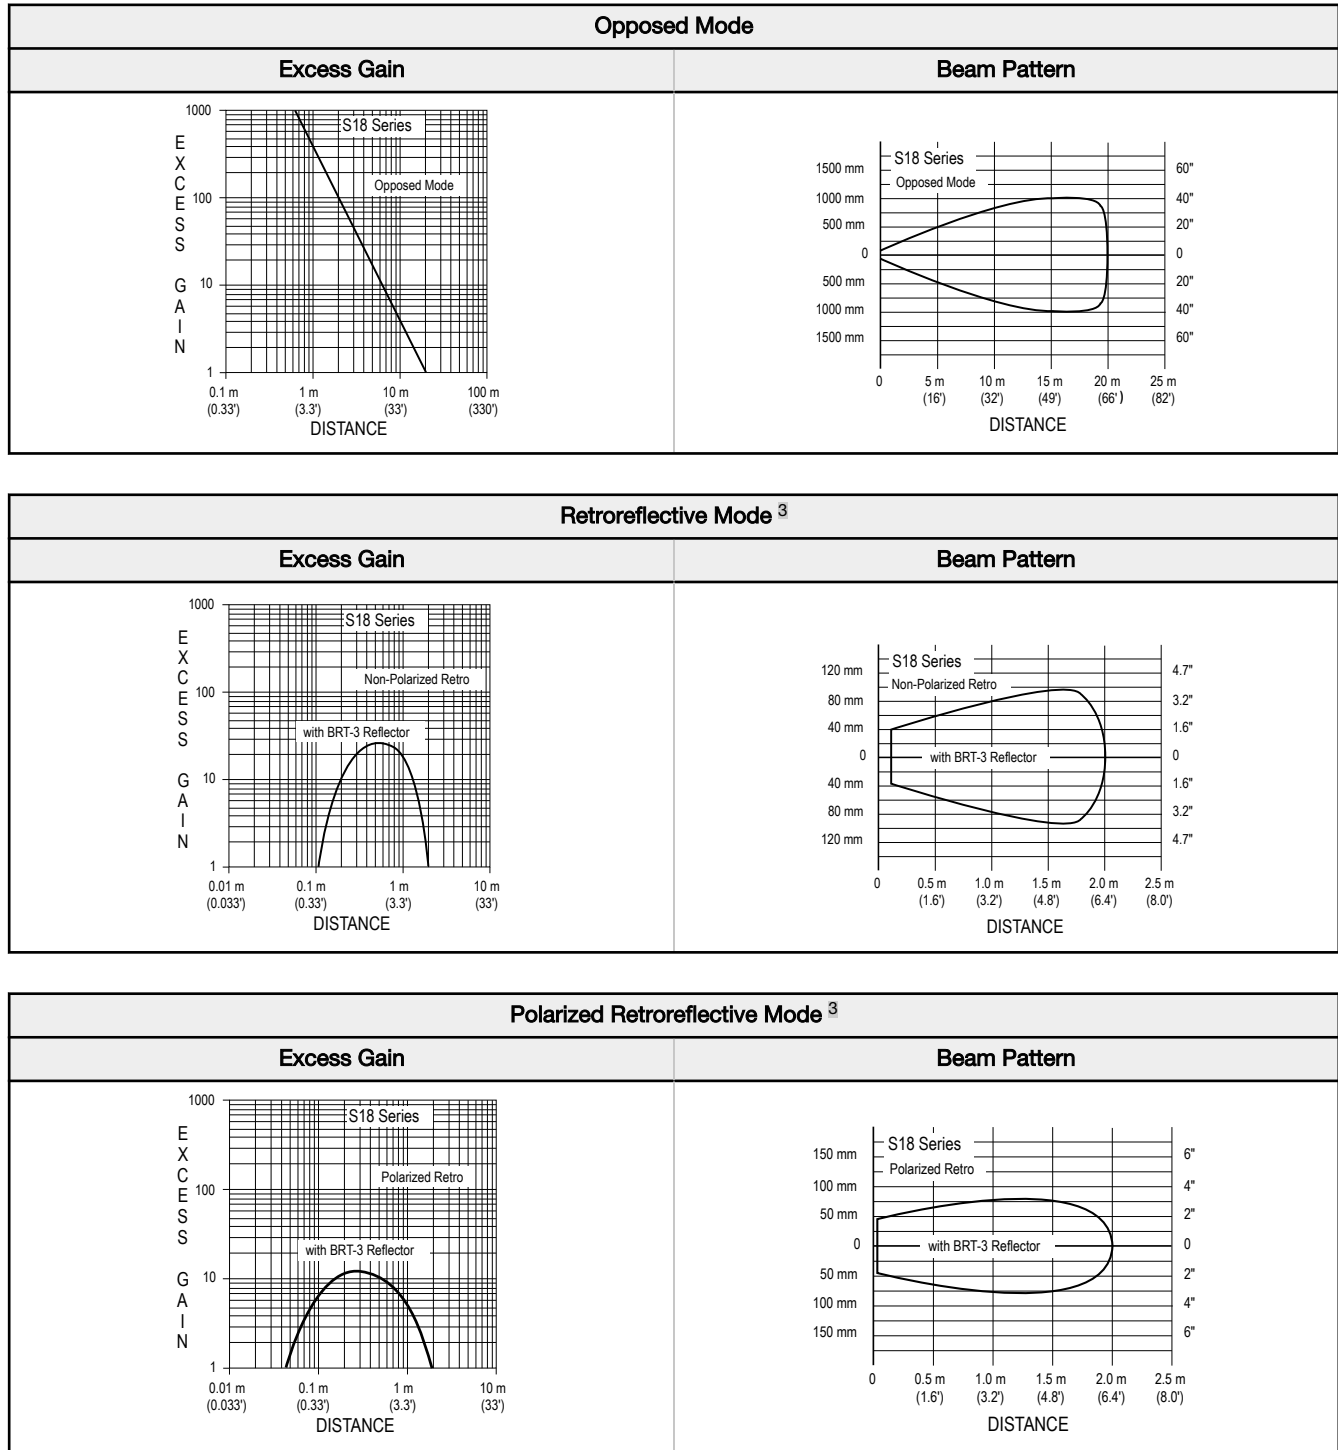 Opposed Mode
Excess Gain
Beam Pattern
1000
100
10
1
EXCESS GAIN
S18 Series
Opposed Mode
0.1 m 1 m 10 m 100 m
(0.33') (3.3') (33') (330')
DISTANCE
S18 Series
Opposed Mode
1500 mm 60"
1000 mm 40"
500 mm 20"
0 0
500 mm 20"
1000 mm 40"
1500 mm 60"
0 5 m 10 m 15 m 20 m 25 m
(16') (32') (49') (66') (82')
DISTANCE
Retroreflective Mode 3
Excess Gain
Beam Pattern
1000
100
10
1
EXCESS GAIN
S18 Series
Non-Polarized Retro
with BRT-3 Reflector
0.01 m 0.1 m 1 m 10 m
(0.033') (0.33') (3.3') (33')
DISTANCE
S18 Series
Non-Polarized Retro
120 mm 4.7"
80 mm 3.2"
40 mm 1.6"
0 with BRT-3 Reflector 0
40 mm 1.6"
80 mm 3.2"
120 mm 4.7"
0 0.5 m 1.0 m 1.5 m 2.0 m 2.5 m
(1.6') (3.2') (4.8') (6.4') (8.0')
DISTANCE
Polarized Retroreflective Mode 3
Excess Gain
Beam Pattern
1000
100
10
1
EXCESS GAIN
S18 Series
Polarized Retro
with BRT-3 Reflector
0.01 m 0.1 m 1 m 10 m
(0.033') (0.33') (3.3') (33')
DISTANCE
S18 Series
Polarized Retro
150 mm 6"
100 mm 4"
50 mm 2"
0 with BRT-3 Reflector 0
50 mm 2"
100 mm 4"
150 mm 6"
0 0.5 m 1.0 m 1.5 m 2.0 m 2.5 m
(1.6') (3.2') (4.8') (6.4') (8.0')
DISTANCE